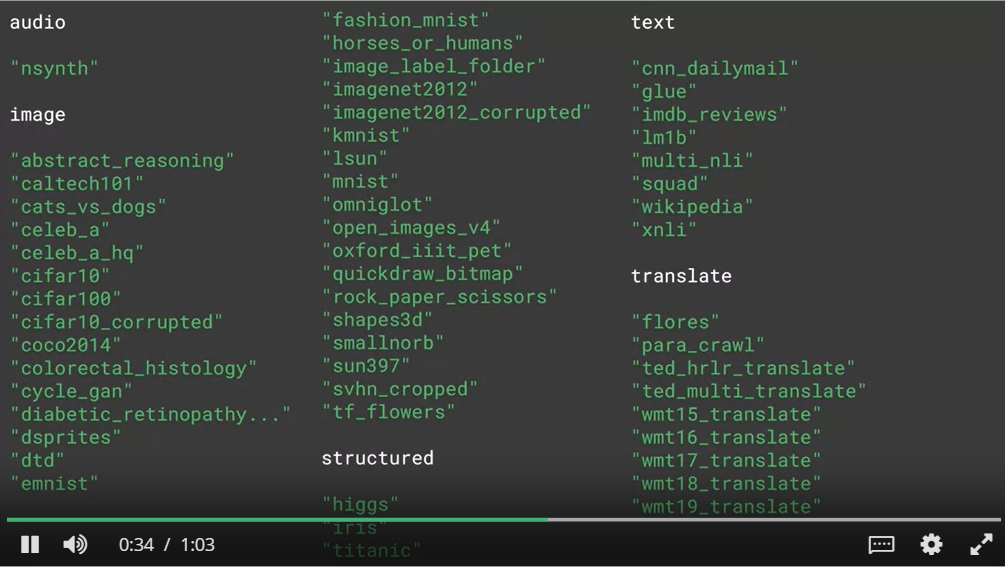 audio
"nsynth"
image
"abstract_reasoning"
"caltech101"
"cats_vs_dogs"
"celeb_a"
"celeb_a_hq"
"cifar10"
"cifar100"
"cifar10_corrupted"
"coco2014"
"colorectal_histology"
"cycle_gan"
"diabetic_retinopathy..."
"dsprites"
"dtd"
"emnist"
"fashion_mnist"
"horses_or_humans"
"image_label_folder"
"imagenet2012"
"imagenet2012_corrupted"
"kmnist"
"lsun"
"mnist"
"omniglot"
"open_images_v4"
"oxford_iiit_pet"
"quickdraw_bitmap"
"rock_paper_scissors"
"shapes3d"
"smallnorb"
"sun397"
"svhn_cropped"
"tf_flowers"
structured
"higgs"
"iris"
"titanic"
text
"cnn_dailymail"
"glue"
"imdb_reviews"
"lm1b"
"multi_nli"
"squad"
"wikipedia"
"xnli"
translate
"flores"
"para_crawl"
"ted_hrlr_translate"
"ted_multi_translate"
"wmt15_translate"
"wmt16_translate"
"wmt17_translate"
"wmt18_translate"
"wmt19_translate"
0:34 / 1:03